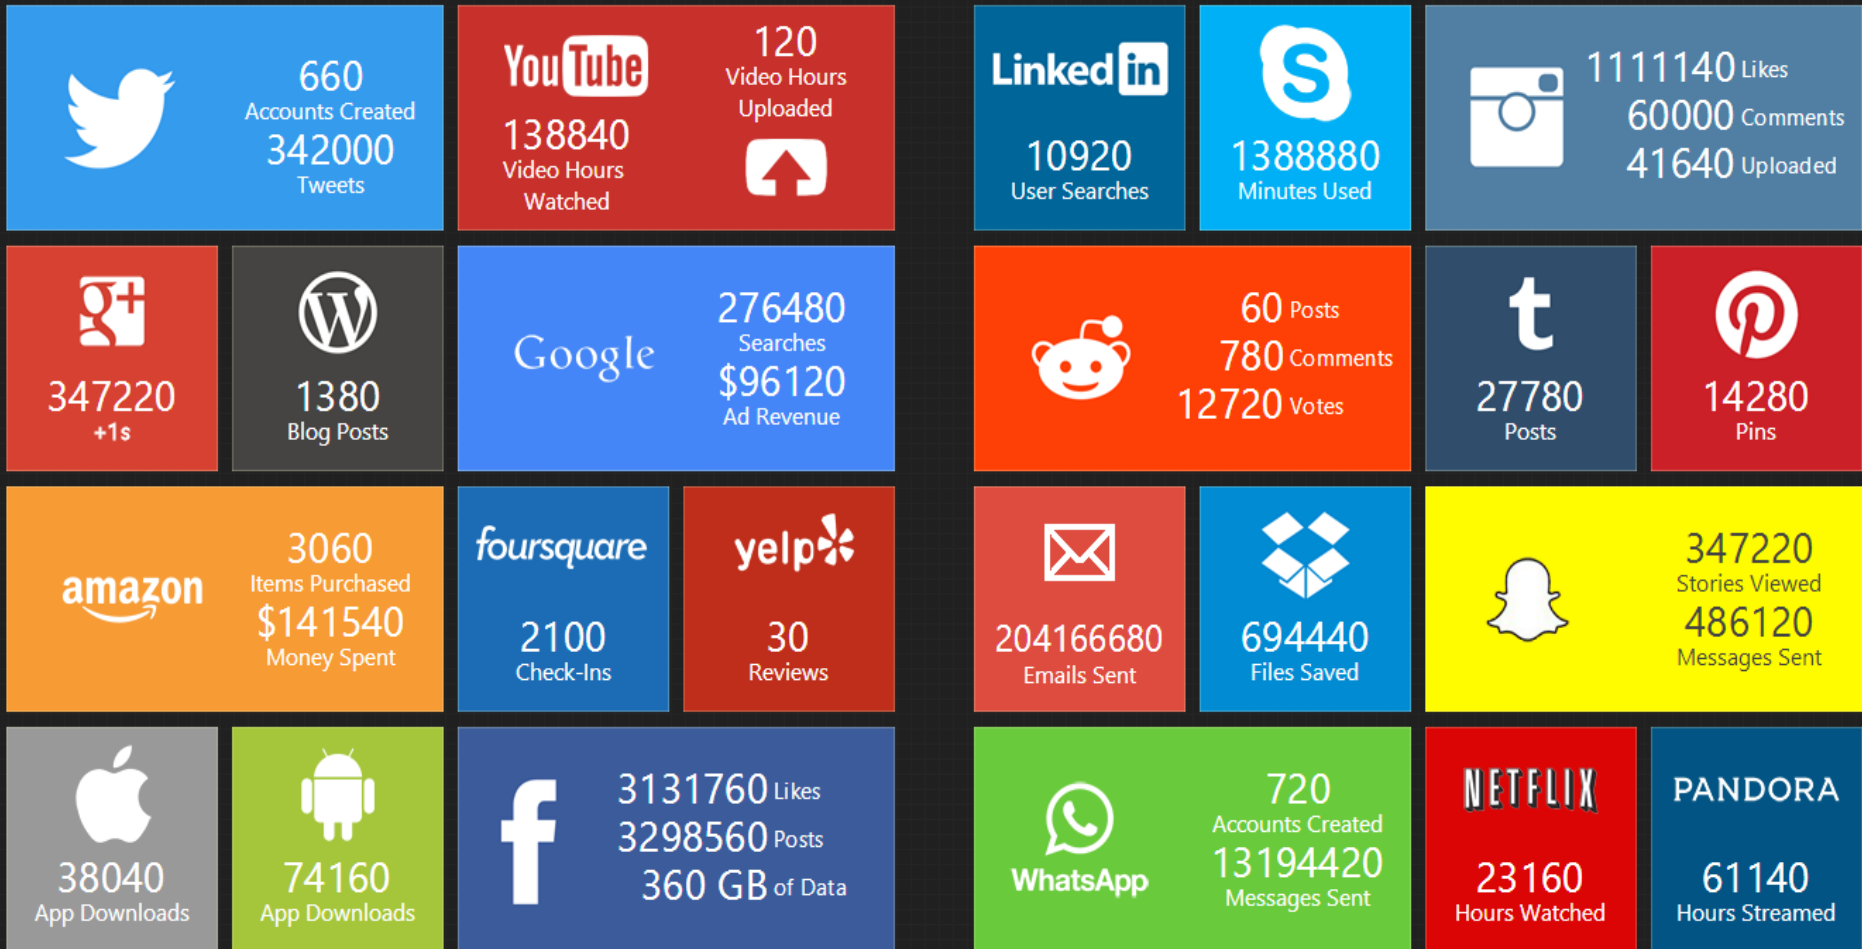 660
Accounts Created
342000
Tweets
YouTube
138840
Video Hours
Watched
120
Video Hours
Uploaded
LinkedIn
10920
User Searches
S
1388880
Minutes Used
1111140 Likes
60000 Comments
41640 Uploaded
g+
347220
+1s
W
1380
Blog Posts
Google
276480
Searches
$96120
Ad Revenue
60 Posts
780 Comments
12720 Votes
t
27780
Posts
14280
Pins
amazon
3060
Items Purchased
$141540
Money Spent
foursquare
2100
Check-Ins
yelp
30
Reviews
204166680
Emails Sent
694440
Files Saved
347220
Stories Viewed
486120
Messages Sent
38040
App Downloads
74160
App Downloads
f
3131760 Likes
3298560 Posts
360 GB of Data
WhatsApp
720
Accounts Created
13194420
Messages Sent
NETFLIX
23160
Hours Watched
PANDORA
61140
Hours Streamed